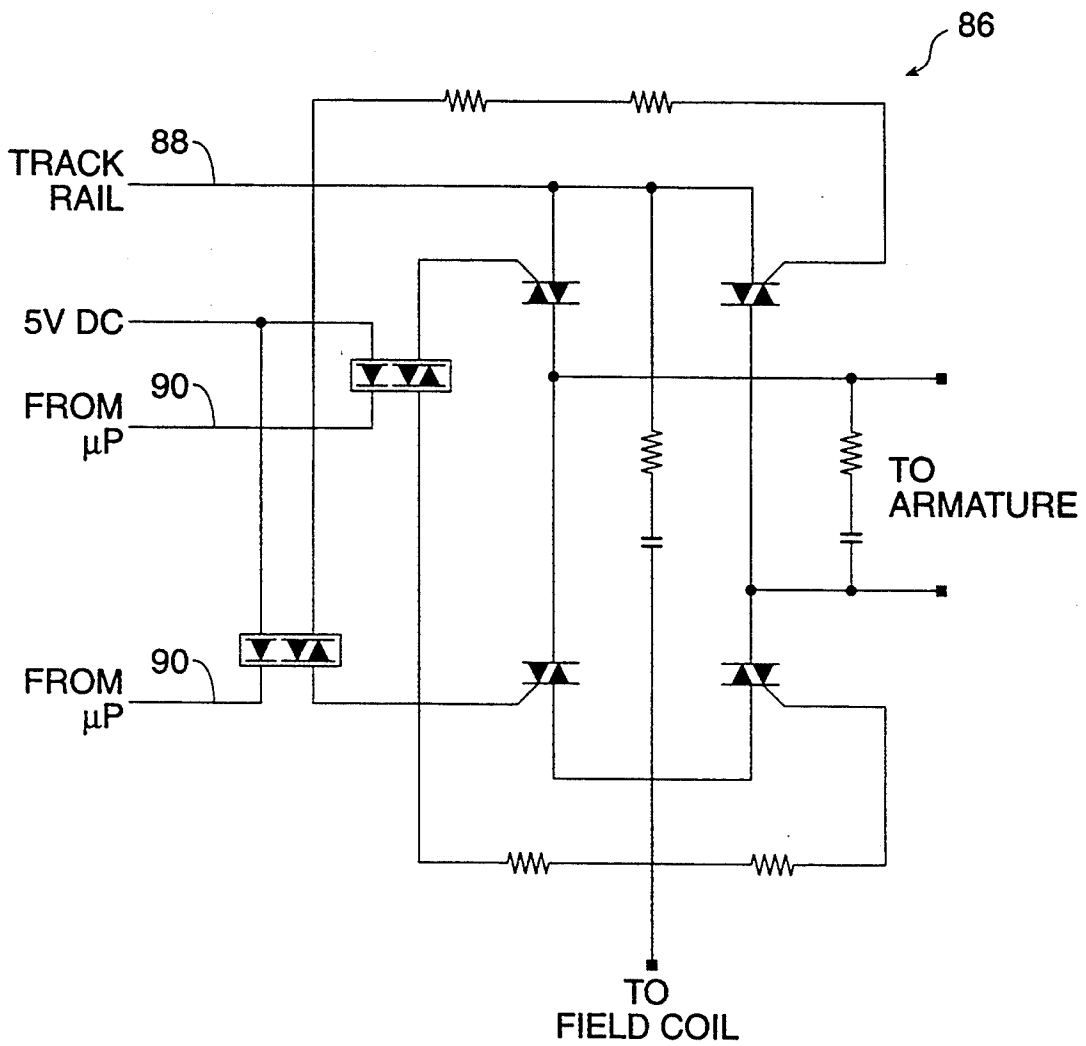 86
88
TRACK
RAIL
5V DC
90
FROM
μP
TO
ARMATURE
90
FROM
μP
TO
FIELD COIL